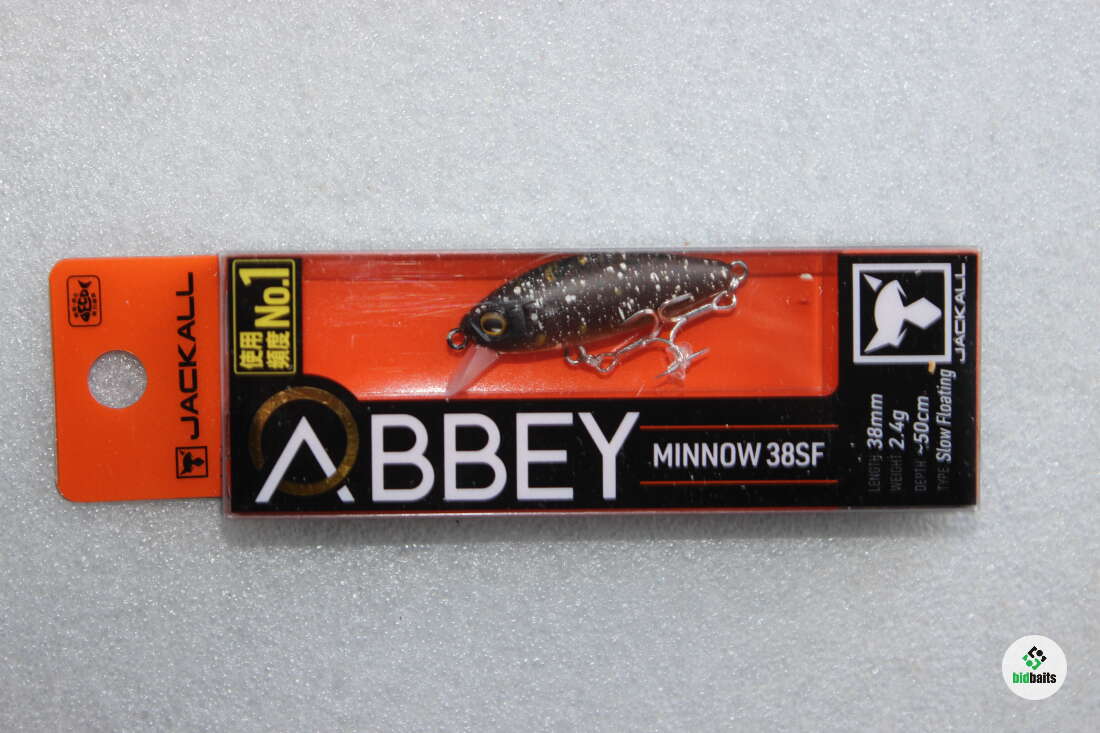 JACKALL
使用
頻度
No.1
ABBEY
MINNOW 38SF
JACKALL
LENGTH 38mm
WEIGHT 2.4g
DEPTH ~50cm
TYPE Slow Floating
bidbaits